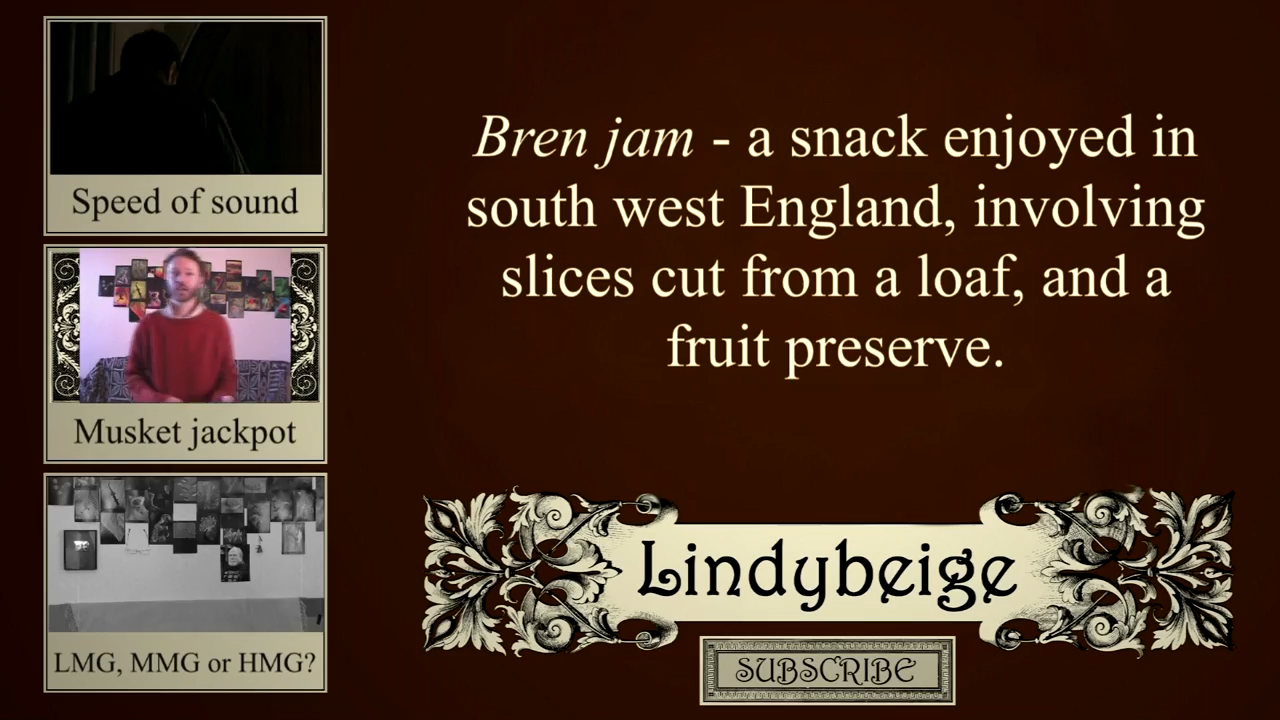 Speed of sound
Musket jackpot
LMG, MMG or HMG?
Bren jam - a snack enjoyed in
south west England, involving
slices cut from a loaf, and a
fruit preserve.
Lindybeige
SUBSCRIBE